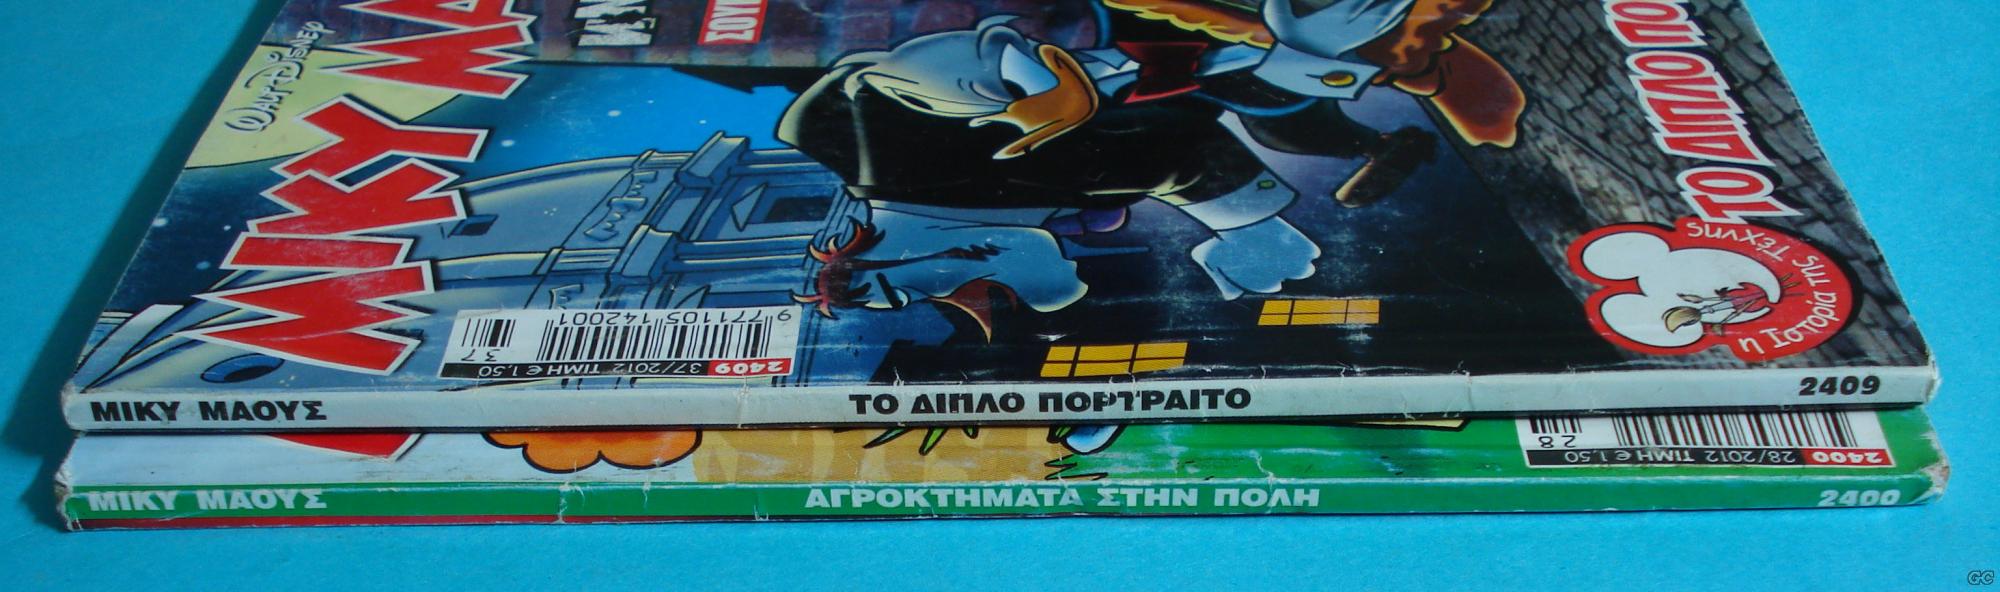 WALT DISNEY
ΜΙΚΥ ΜΑ
ΣΟΥ
ΤΟ ΔΙΠΛΟ ΠΟ
η Ιστορία της Τέχνης
9 771105 142001
37
2409 37/2012 ΤΙΜΗ € 1,50
ΜΙΚΥ ΜΑΟΥΣ ΤΟ ΔΙΠΛΟ ΠΟΡΤΡΑΙΤΟ 2409
28
2400 28/2012 ΤΙΜΗ € 1,50
ΜΙΚΥ ΜΑΟΥΣ ΑΓΡΟΚΤΗΜΑΤΑ ΣΤΗΝ ΠΟΛΗ 2400
GC